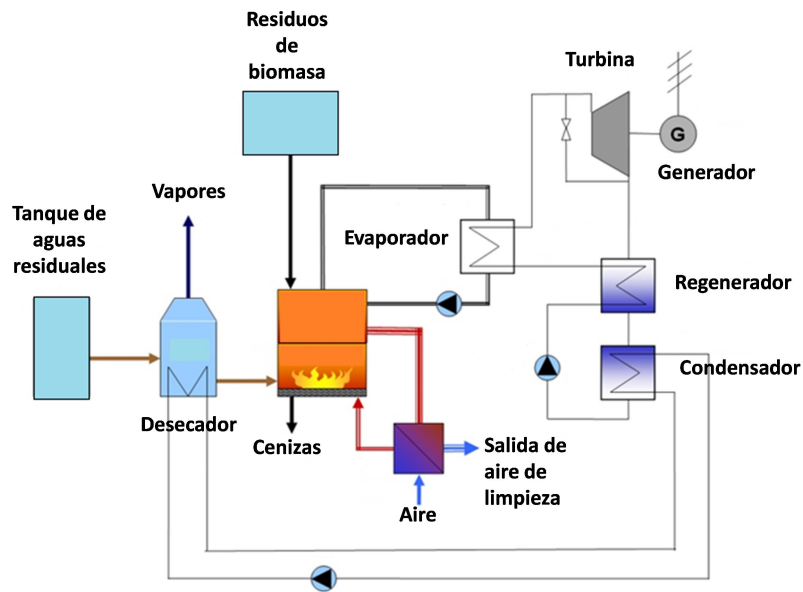 Residuos
de
biomasa
Turbina
G
Generador
Vapores
Tanque de
aguas
residuales
Evaporador
Regenerador
Condensador
Desecador
Cenizas
Salida de
aire de
limpieza
Aire